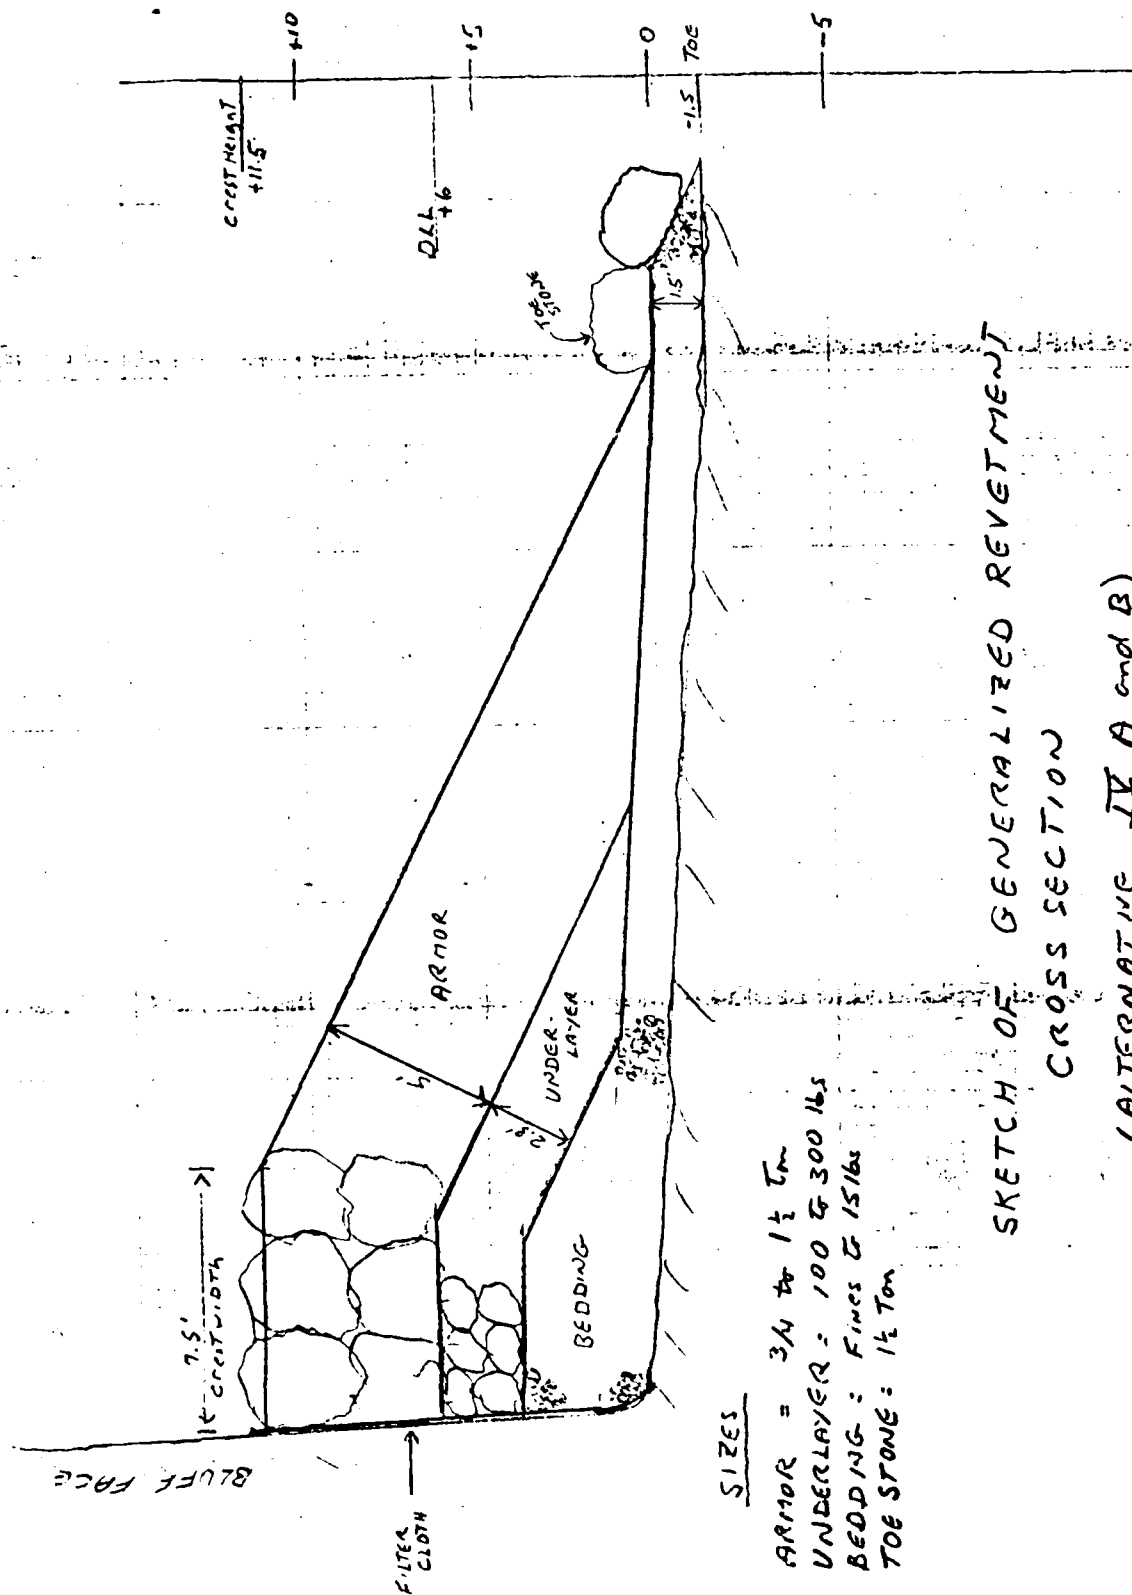 BLUFF FACE
FILTER
CLOTH
7.5'
crest width
ARMOR
4'
UNDER-
LAYER
2.8'
BEDDING
TOE
STONE
1.5'
crest Height
+11.5
+10
DLL
+6
+5
0
-1.5 TOE
-5
SIZES
ARMOR = 3/4 to 1 1/2 Ton
UNDERLAYER: 100 to 300 lbs
BEDDING: Fines to 15 lbs
TOE STONE: 1 1/2 Ton
SKETCH OF GENERALIZED REVETMENT
CROSS SECTION
(ALTERNATIVE IV A and B)